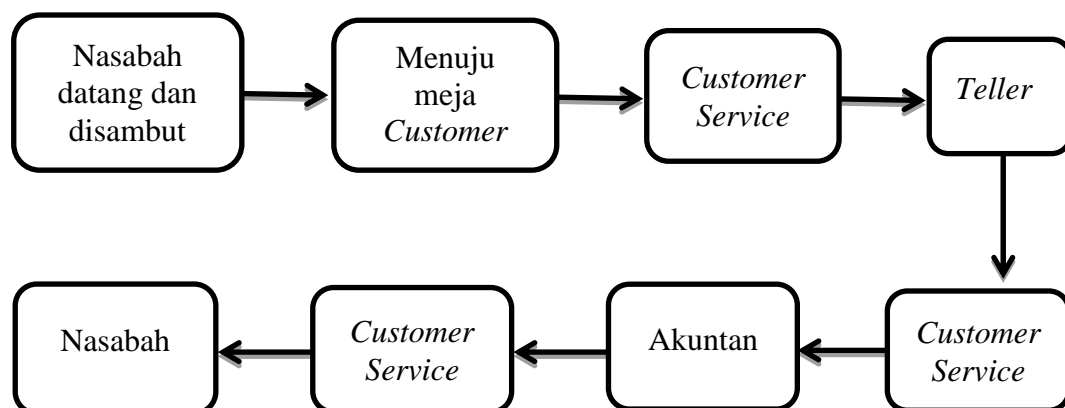 Nasabah
datang dan
disambut
Menuju
meja
Customer
Customer
Service
Teller
Customer
Service
Akuntan
Customer
Service
Nasabah